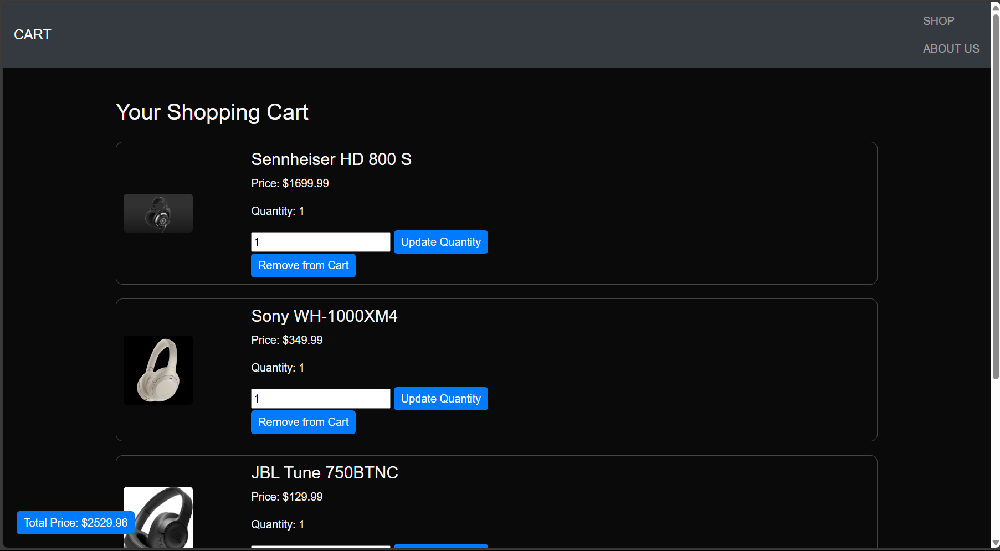 CART
SHOP
ABOUT US
Your Shopping Cart
Sennheiser HD 800 S
Price: $1699.99
Quantity: 1
1 Update Quantity
Remove from Cart
Sony WH-1000XM4
Price: $349.99
Quantity: 1
1 Update Quantity
Remove from Cart
JBL Tune 750BTNC
Price: $129.99
Quantity: 1
Total Price: $2529.96
JBL